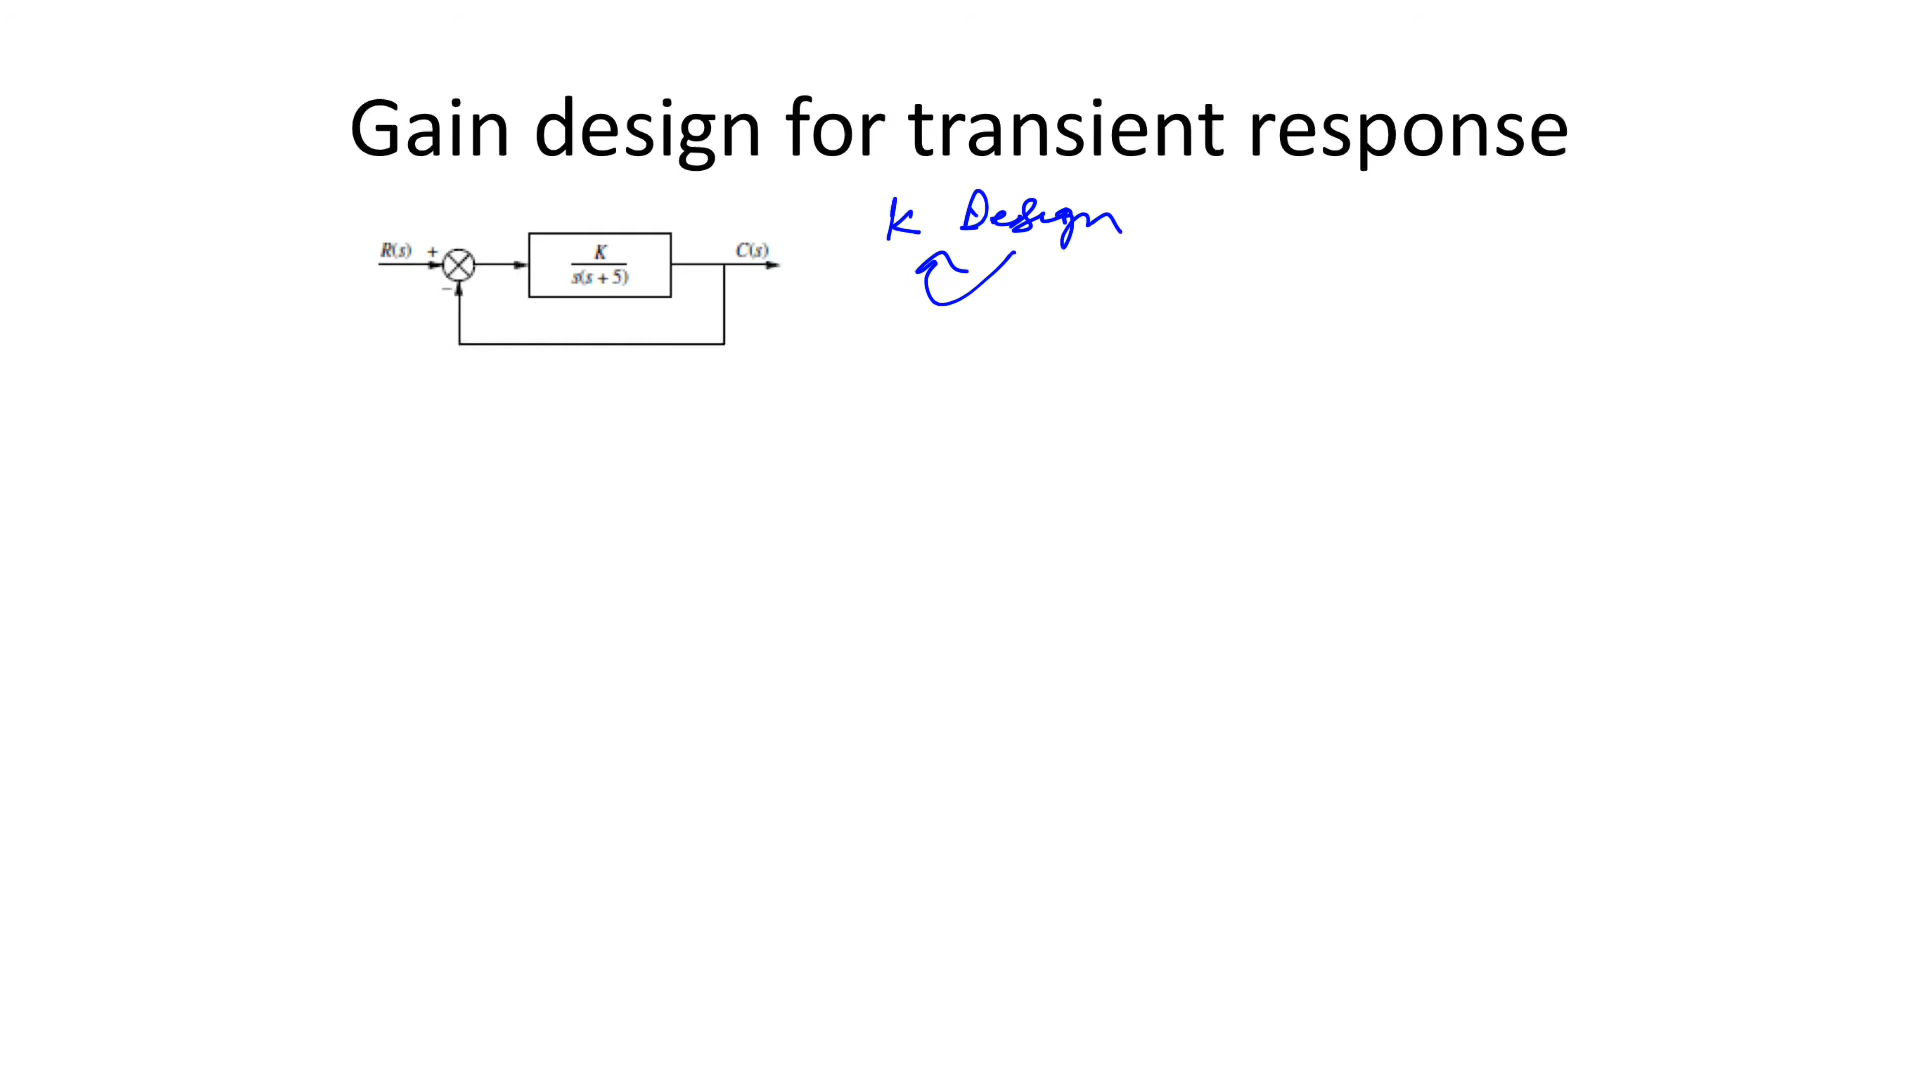 Gain design for transient response
K Design
R(s) + K C(s)
s(s + 5)
−